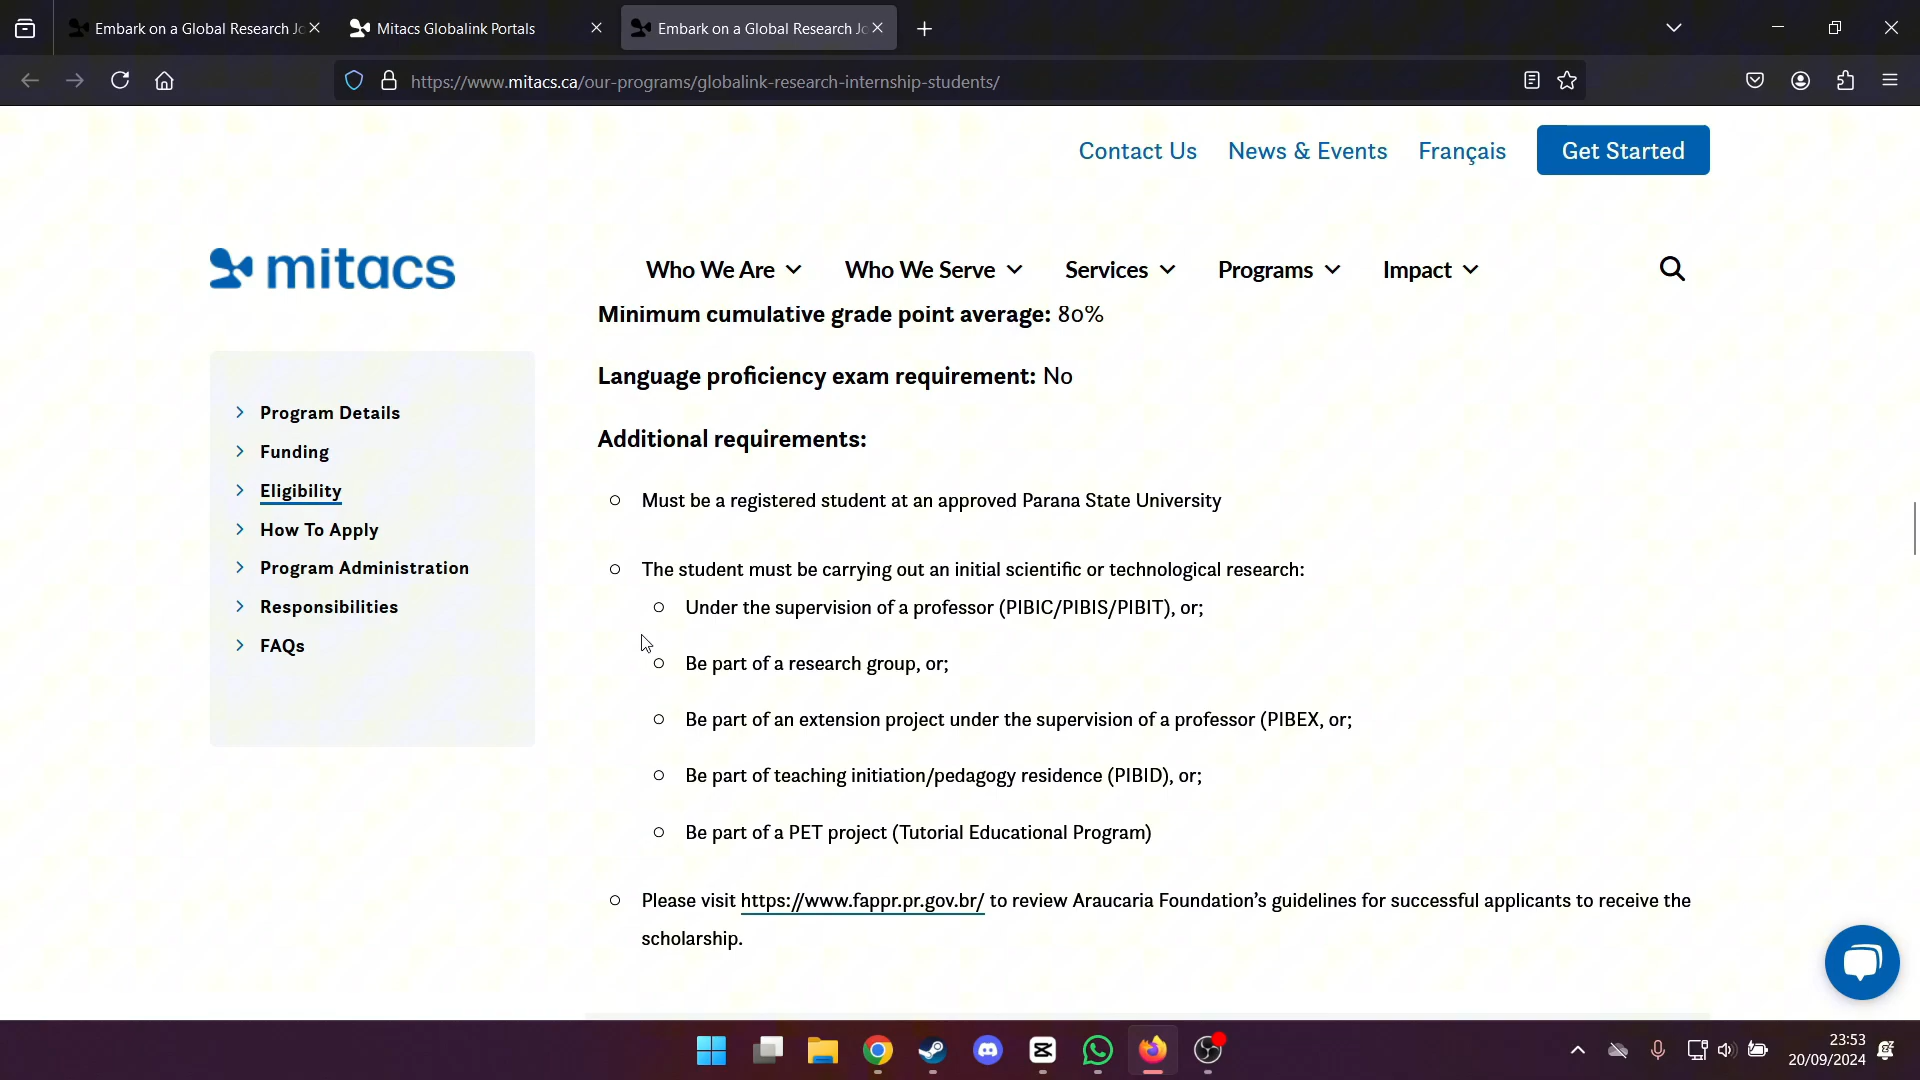 Embark on a Global Research Jo
Mitacs Globalink Portals
Embark on a Global Research Jo
https://www.mitacs.ca/our-programs/globalink-research-internship-students/
Contact Us
News & Events
Français
Get Started
mitacs
Who We Are
Who We Serve
Services
Programs
Impact
Minimum cumulative grade point average: 80%
Language proficiency exam requirement: No
Program Details
Additional requirements:
Funding
Eligibility
Must be a registered student at an approved Parana State University
How To Apply
Program Administration
The student must be carrying out an initial scientific or technological research:
Responsibilities
Under the supervision of a professor (PIBIC/PIBIS/PIBIT), or;
FAQs
Be part of a research group, or;
Be part of an extension project under the supervision of a professor (PIBEX, or;
Be part of teaching initiation/pedagogy residence (PIBID), or;
Be part of a PET project (Tutorial Educational Program)
Please visit https://www.fappr.pr.gov.br/ to review Araucaria Foundation's guidelines for successful applicants to receive the
scholarship.
23:53
20/09/2024